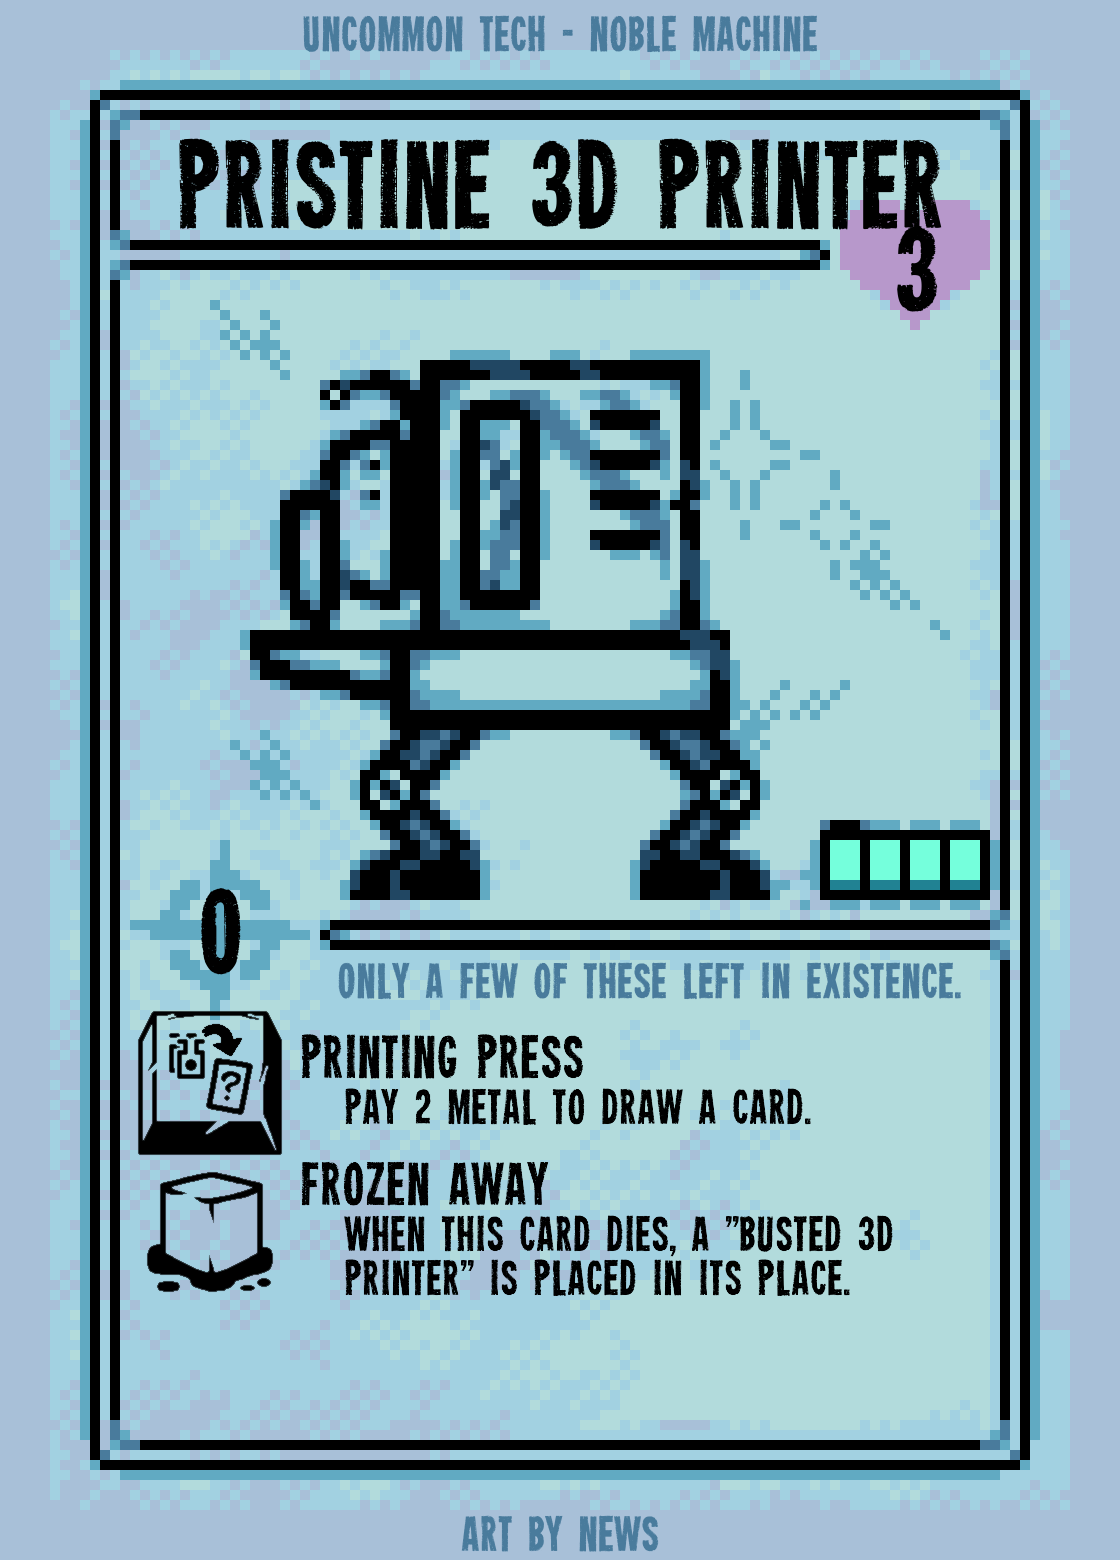 UNCOMMON TECH - NOBLE MACHINE
PRISTINE 3D PRINTER
3
0
ONLY A FEW OF THESE LEFT IN EXISTENCE.
?
PRINTING PRESS
PAY 2 METAL TO DRAW A CARD.
FROZEN AWAY
WHEN THIS CARD DIES, A "BUSTED 3D
PRINTER" IS PLACED IN ITS PLACE.
ART BY NEWS